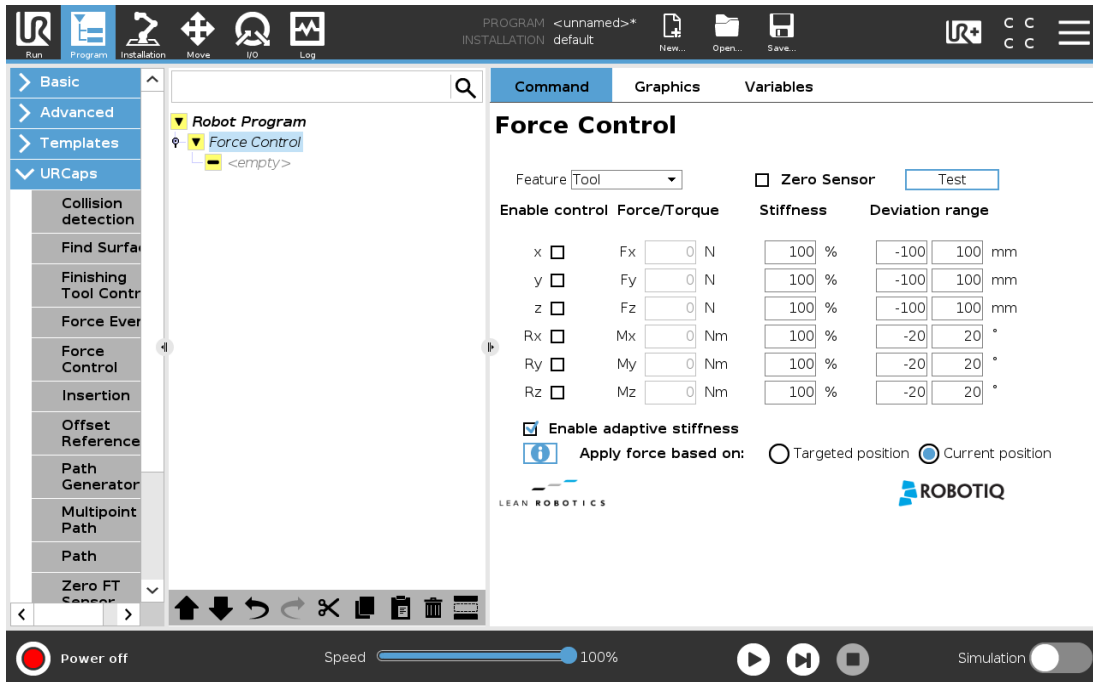 PROGRAM <unnamed>*
INSTALLATION default
Run Program Installation Move I/O Log New... Open... Save... UR+ C C
C C
Basic
Advanced
Templates
URCaps
Collision
detection
Find Surfa
Finishing
Tool Contr
Force Ever
Force
Control
Insertion
Offset
Reference
Path
Generator
Multipoint
Path
Path
Zero FT
Sensor
Robot Program
Force Control
<empty>
Command Graphics Variables
Force Control
Feature Tool Zero Sensor Test
Enable control Force/Torque Stiffness Deviation range
x Fx 0 N 100 % -100 100 mm
y Fy 0 N 100 % -100 100 mm
z Fz 0 N 100 % -100 100 mm
Rx Mx 0 Nm 100 % -20 20 °
Ry My 0 Nm 100 % -20 20 °
Rz Mz 0 Nm 100 % -20 20 °
Enable adaptive stiffness
Apply force based on: Targeted position Current position
LEAN ROBOTICS ROBOTIQ
Power off Speed 100% Simulation